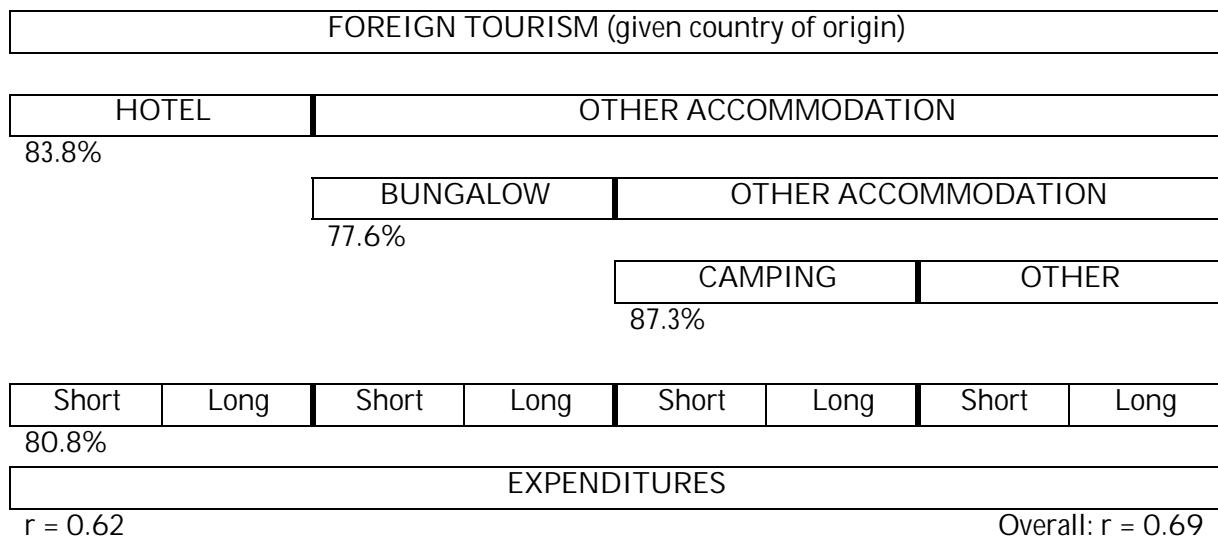 FOREIGN TOURISM (given country of origin)
HOTEL OTHER ACCOMMODATION
83.8%
BUNGALOW OTHER ACCOMMODATION
77.6%
CAMPING OTHER
87.3%
Short Long Short Long Short Long Short Long
80.8%
EXPENDITURES
r = 0.62 Overall: r = 0.69